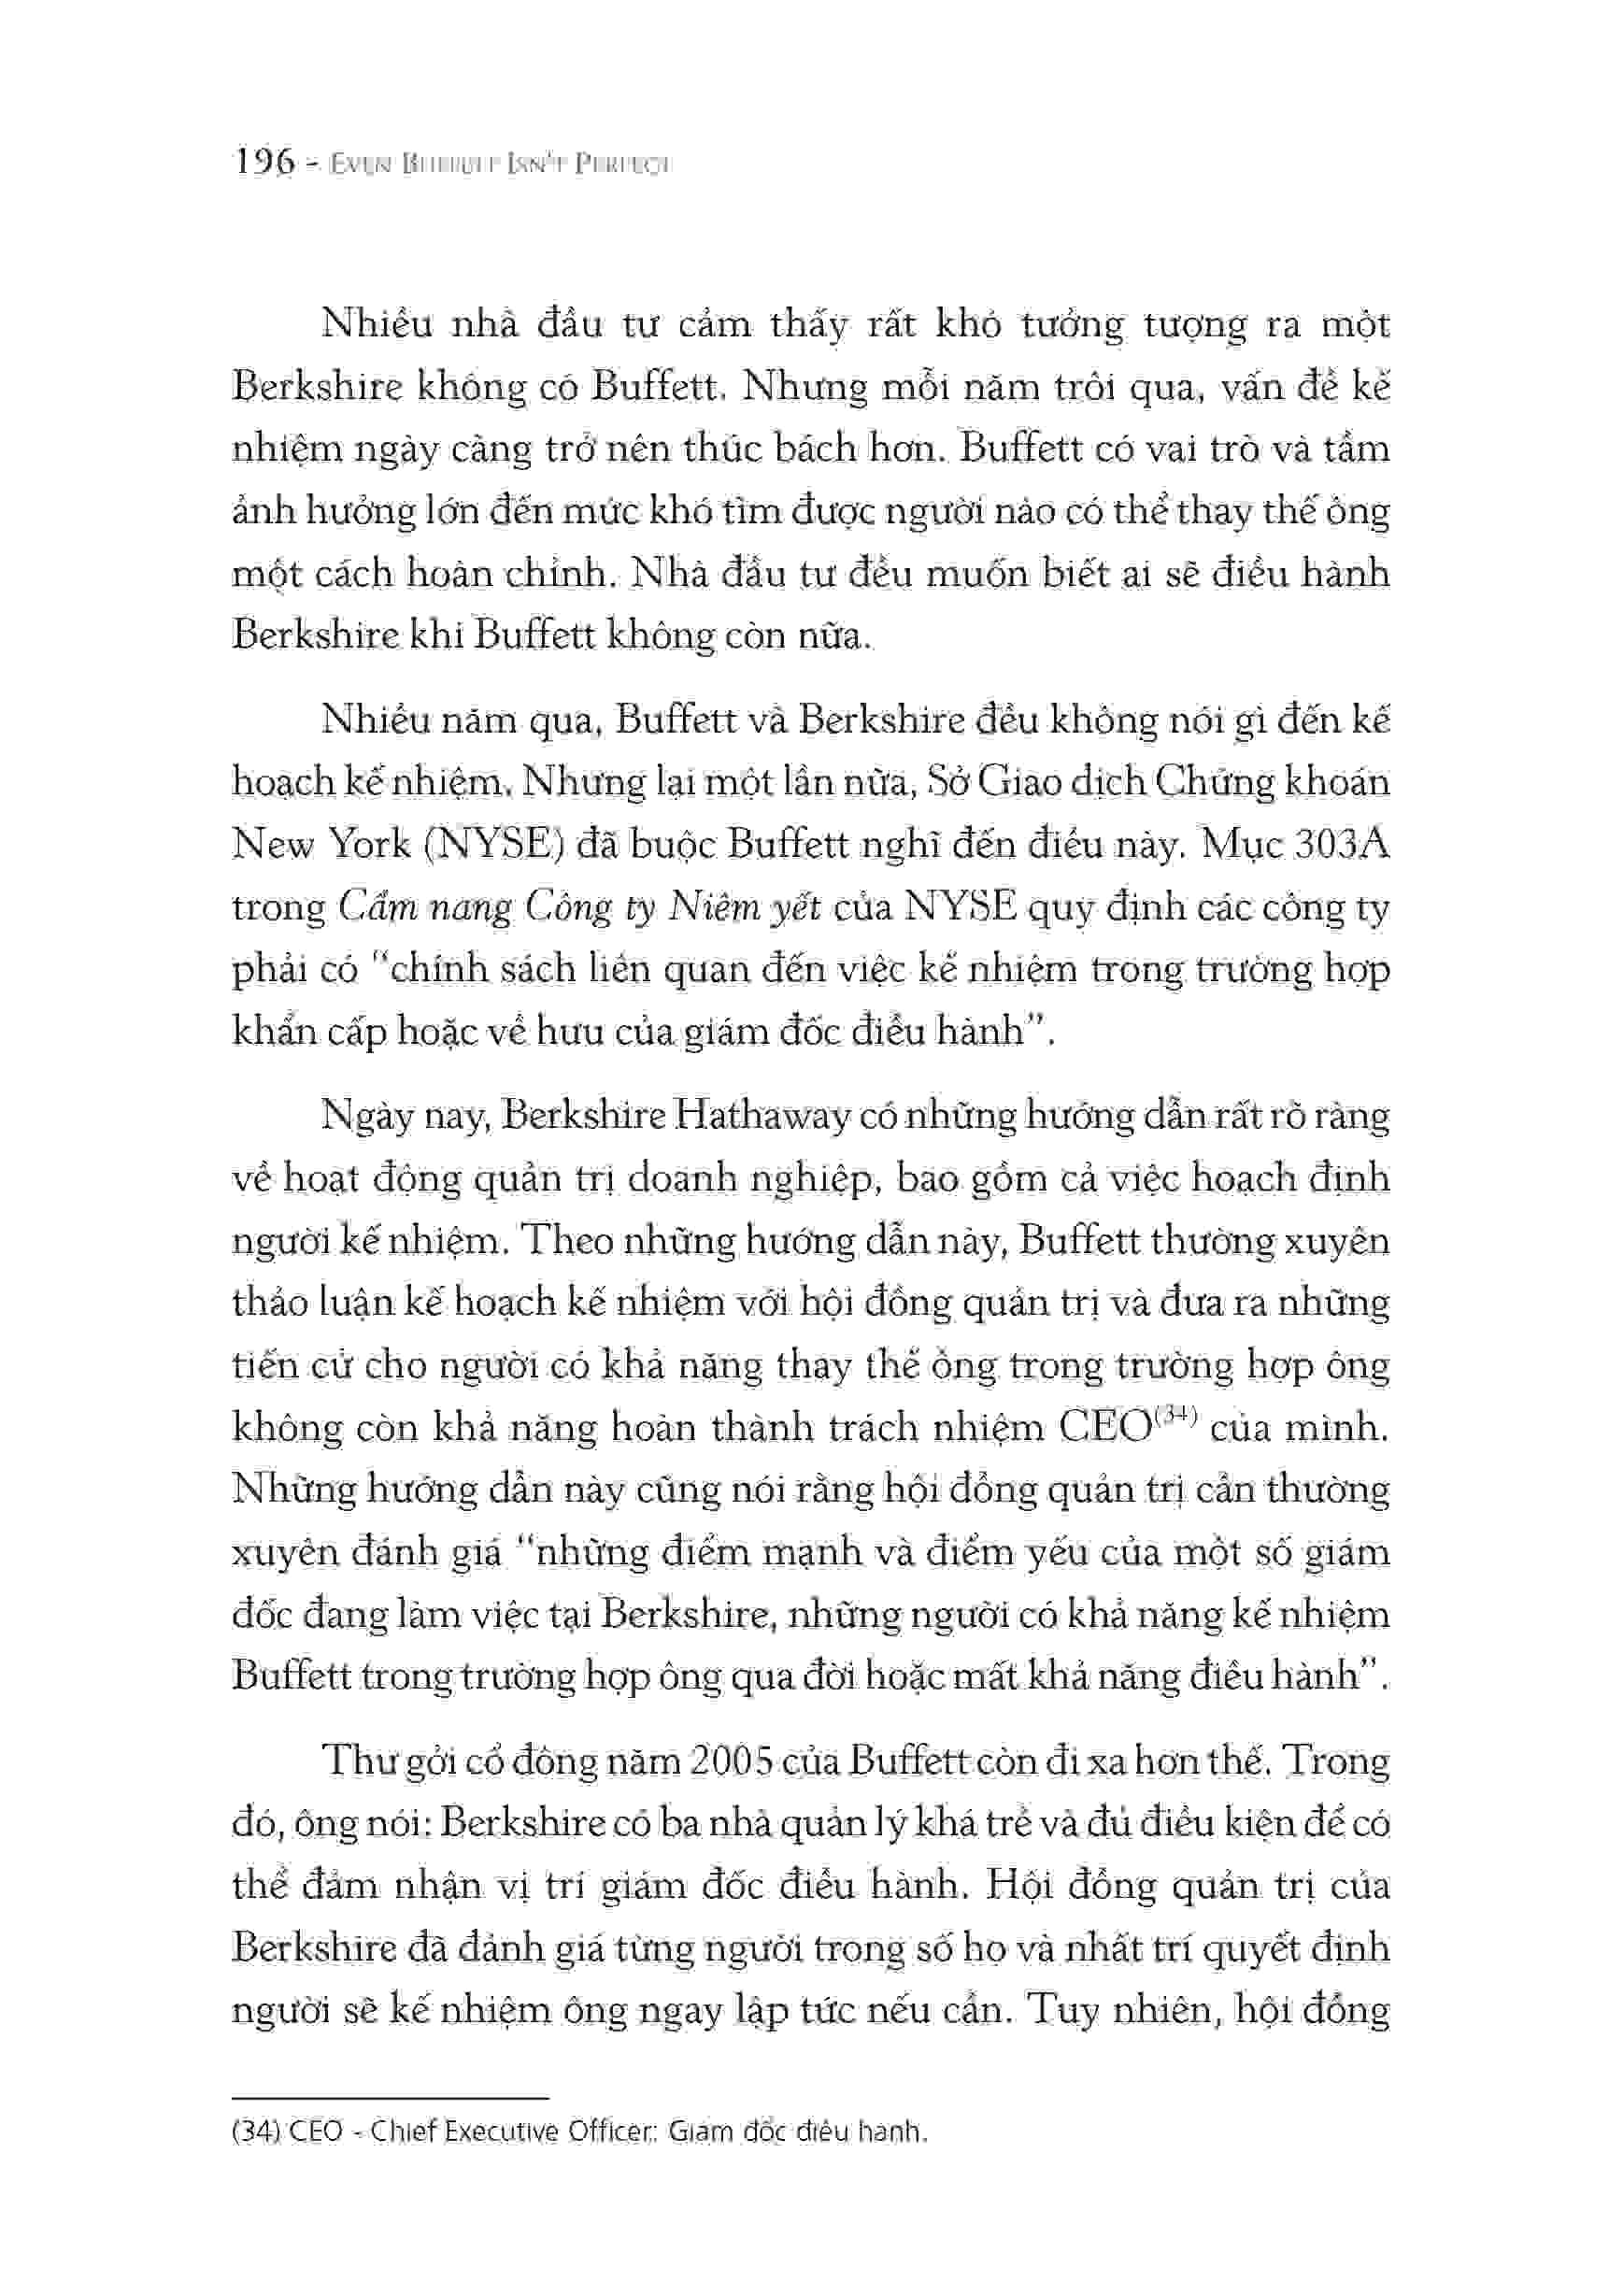 196 - Even Buffett Isn't Perfect
Nhiều nhà đầu tư cảm thấy rất khó tưởng tượng ra một
Berkshire không có Buffett. Nhưng mỗi năm trôi qua, vấn đề kế
nhiệm ngày càng trở nên thúc bách hơn. Buffett có vai trò và tầm
ảnh hưởng lớn đến mức khó tìm được người nào có thể thay thế ông
một cách hoàn chỉnh. Nhà đầu tư đều muốn biết ai sẽ điều hành
Berkshire khi Buffett không còn nữa.
Nhiều năm qua, Buffett và Berkshire đều không nói gì đến kế
hoạch kế nhiệm. Nhưng lại một lần nữa, Sở Giao dịch Chứng khoán
New York (NYSE) đã buộc Buffett nghĩ đến điều này. Mục 303A
trong Cẩm nang Công ty Niêm yết của NYSE quy định các công ty
phải có “chính sách liên quan đến việc kế nhiệm trong trường hợp
khẩn cấp hoặc về hưu của giám đốc điều hành”.
Ngày nay, Berkshire Hathaway có những hướng dẫn rất rõ ràng
về hoạt động quản trị doanh nghiệp, bao gồm cả việc hoạch định
người kế nhiệm. Theo những hướng dẫn này, Buffett thường xuyên
thảo luận kế hoạch kế nhiệm với hội đồng quản trị và đưa ra những
tiến cử cho người có khả năng thay thế ông trong trường hợp ông
không còn khả năng hoàn thành trách nhiệm CEO(34) của mình.
Những hướng dẫn này cũng nói rằng hội đồng quản trị cần thường
xuyên đánh giá “những điểm mạnh và điểm yếu của một số giám
đốc đang làm việc tại Berkshire, những người có khả năng kế nhiệm
Buffett trong trường hợp ông qua đời hoặc mất khả năng điều hành”.
Thư gởi cổ đông năm 2005 của Buffett còn đi xa hơn thế. Trong
đó, ông nói: Berkshire có ba nhà quản lý khá trẻ và đủ điều kiện để có
thể đảm nhận vị trí giám đốc điều hành. Hội đồng quản trị của
Berkshire đã đánh giá từng người trong số họ và nhất trí quyết định
người sẽ kế nhiệm ông ngay lập tức nếu cần. Tuy nhiên, hội đồng
(34) CEO - Chief Executive Officer: Giám đốc điều hành.